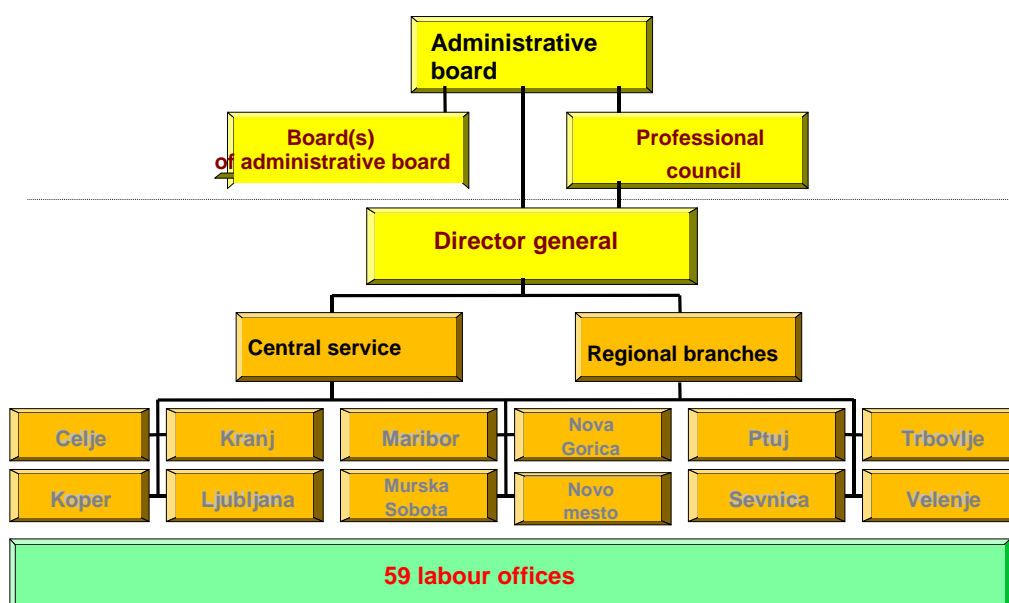 Administrative
board
Board(s)
of administrative board
Professional
council
Director general
Central service
Regional branches
Celje
Kranj
Maribor
Nova
Gorica
Ptuj
Trbovlje
Koper
Ljubljana
Murska
Sobota
Novo
mesto
Sevnica
Velenje
59 labour offices